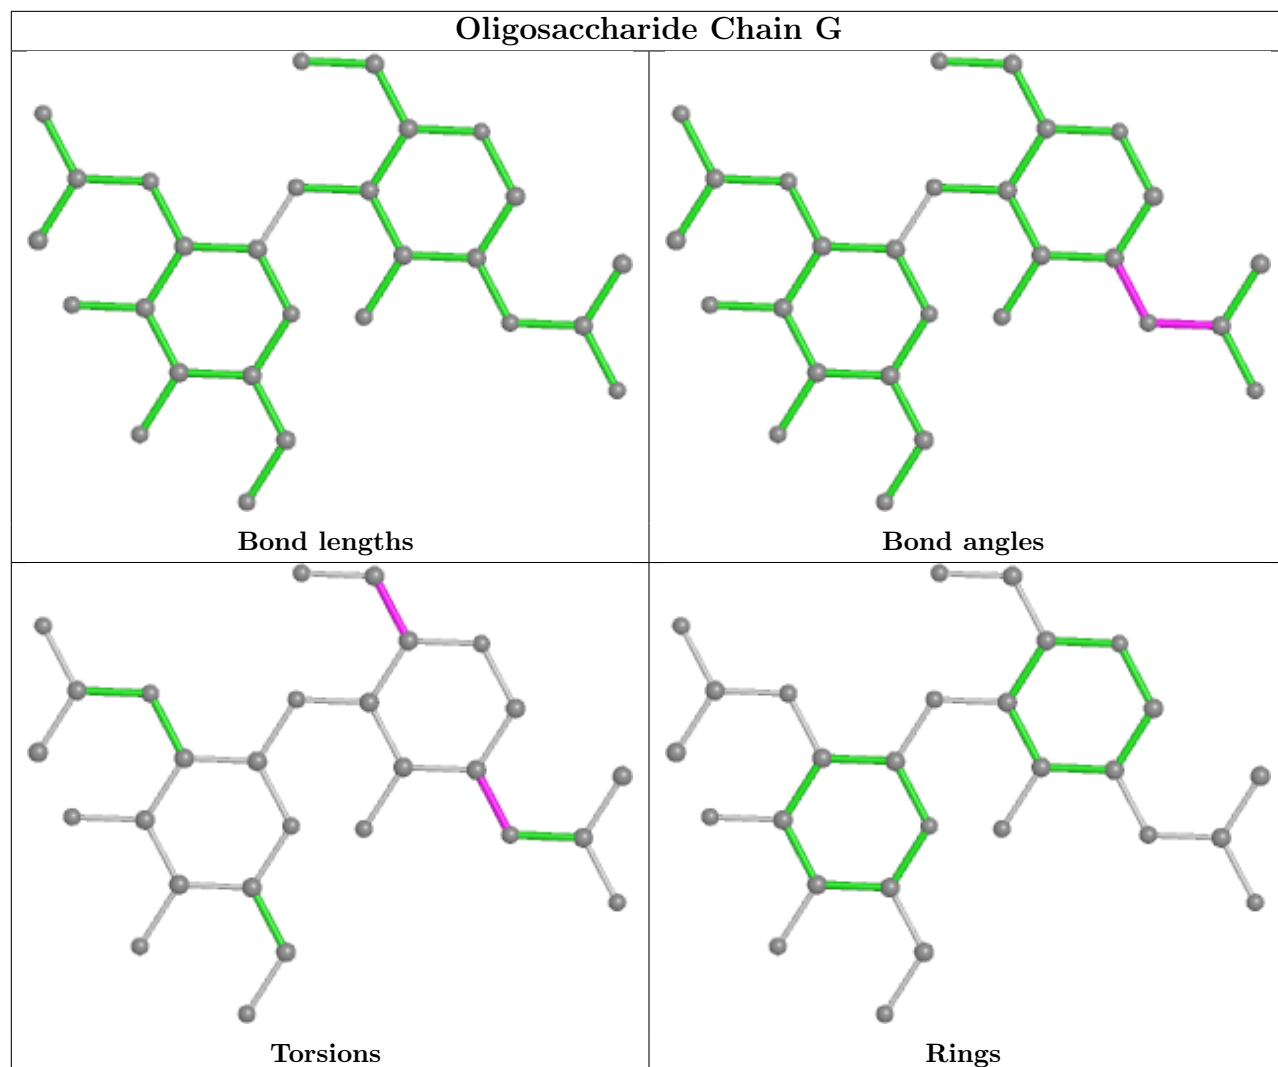 Oligosaccharide Chain G
Bond lengths
Bond angles
Torsions
Rings